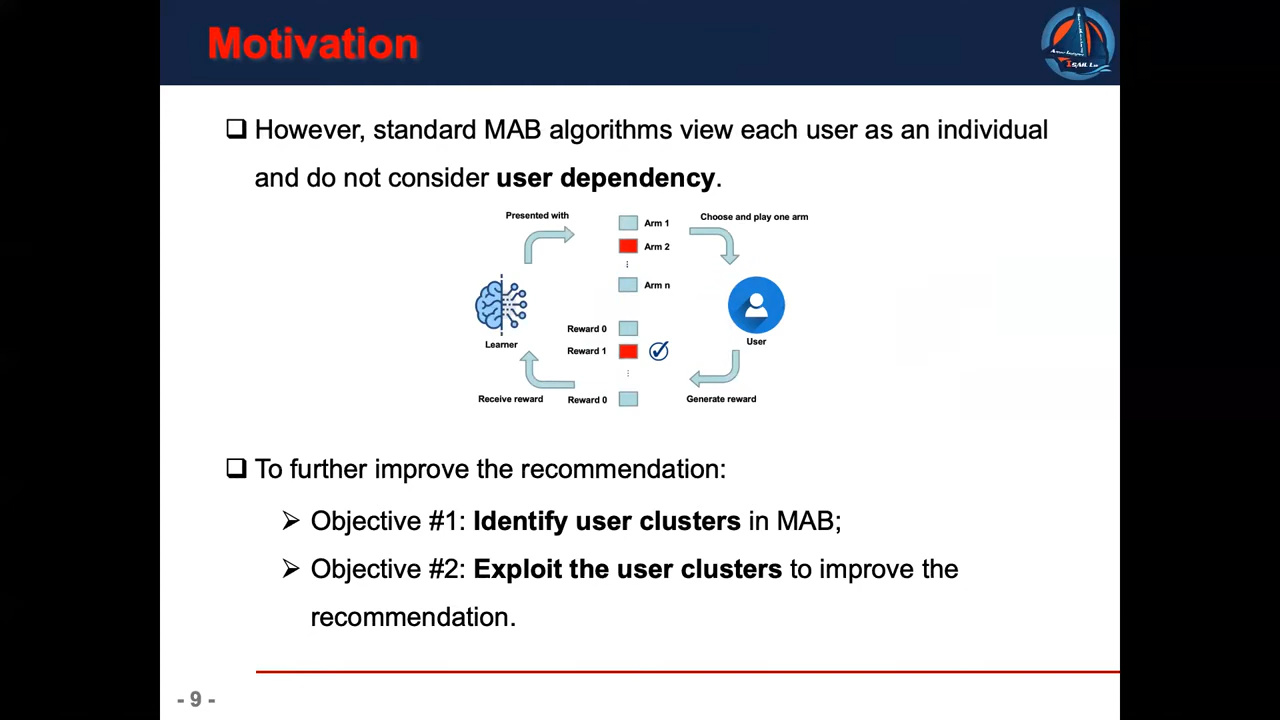 Motivation
However, standard MAB algorithms view each user as an individual
and do not consider user dependency.
Presented with
Arm 1
Choose and play one arm
Arm 2
Arm n
Reward 0
Learner
Reward 1
User
Receive reward
Reward 0
Generate reward
To further improve the recommendation:
Objective #1: Identify user clusters in MAB;
Objective #2: Exploit the user clusters to improve the
recommendation.
- 9 -